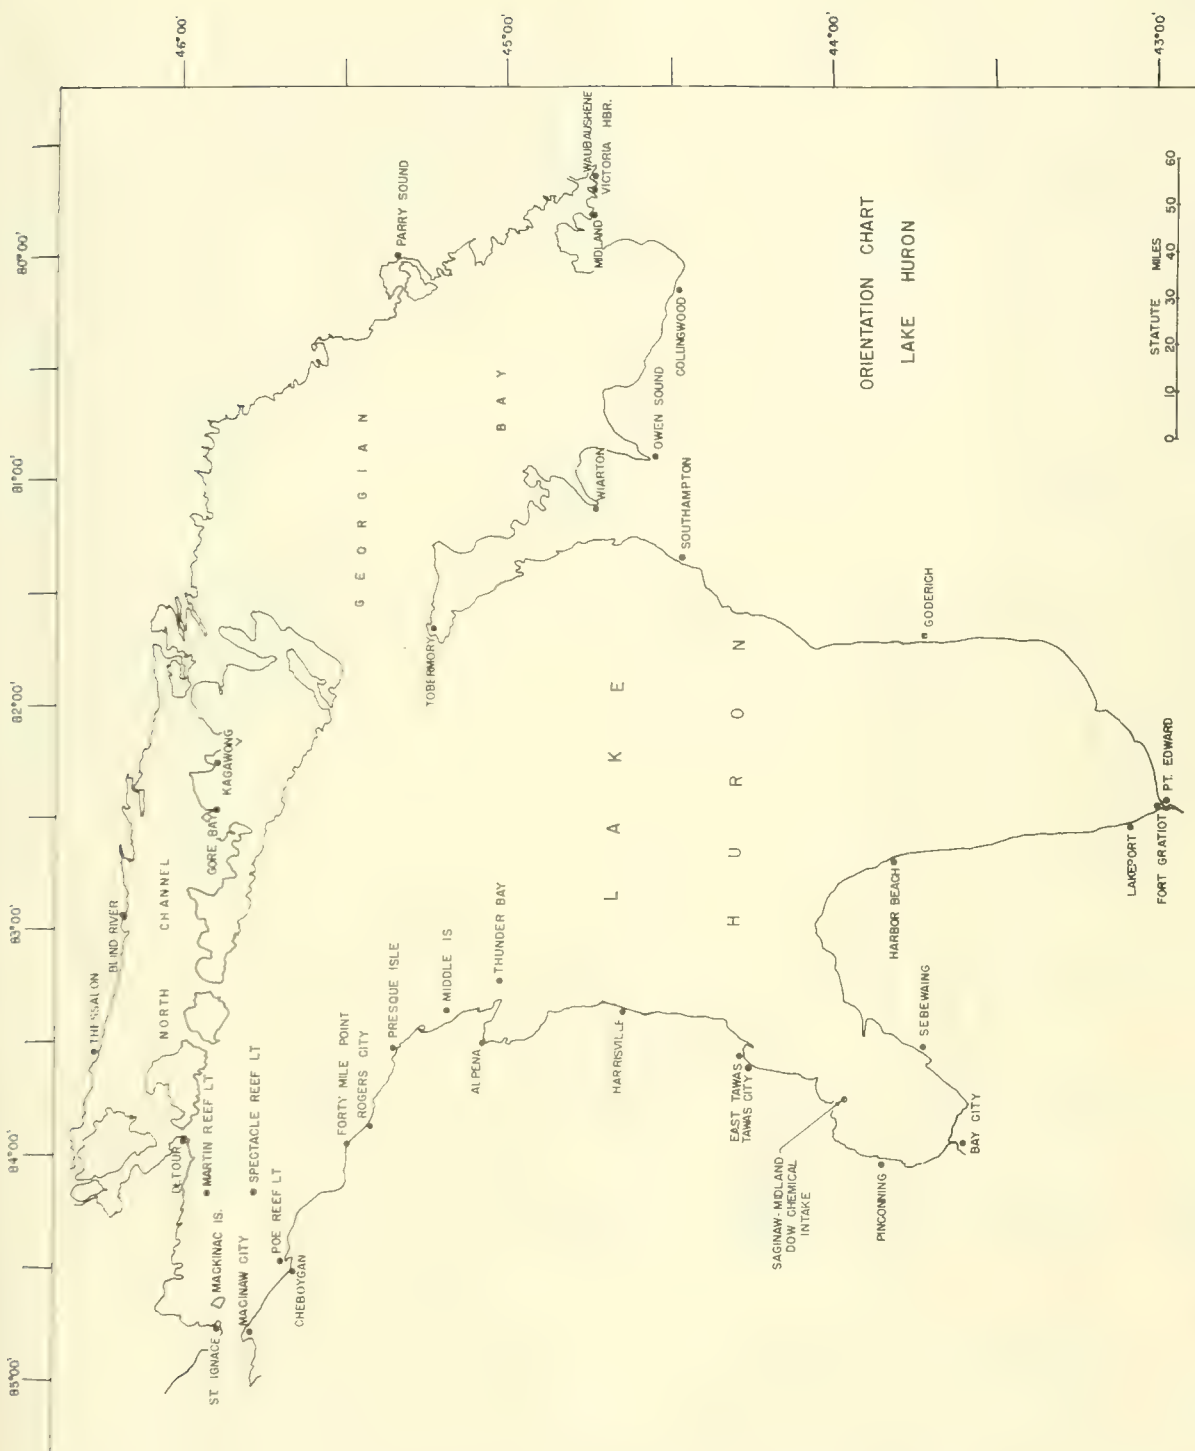 85°00'
84°00'
83°00'
82°00'
81°00'
80°00'
46°00'
45°00'
44°00'
43°00'
THESSALON
BLIND RIVER
NORTH CHANNEL
DETOUR
MARTIN REEF LT
ST. IGNACE
MACKINAC IS.
SPECTACLE REEF LT
MACINAW CITY
POE REEF LT
CHEBOYGAN
GORE BAY
KAGAWONG
GEORGIAN
BAY
PARRY SOUND
WAUBAUSHENE
VICTORIA HBR.
MIDLAND
COLLINGWOOD
OWEN SOUND
WIARTON
TOBERMORY
SOUTHAMPTON
FORTY MILE POINT
ROGERS CITY
PRESQUE ISLE
MIDDLE IS
THUNDER BAY
ALPENA
LAKE
HURON
HARRISVILLE
EAST TAWAS
TAWAS CITY
SAGINAW-MIDLAND
DOW CHEMICAL
INTAKE
PINCONNING
BAY CITY
SEBEWAING
HARBOR BEACH
GODERICH
LAKEPORT
FORT GRATIOT
PT. EDWARD
ORIENTATION CHART
LAKE HURON
STATUTE MILES
0 10 20 30 40 50 60